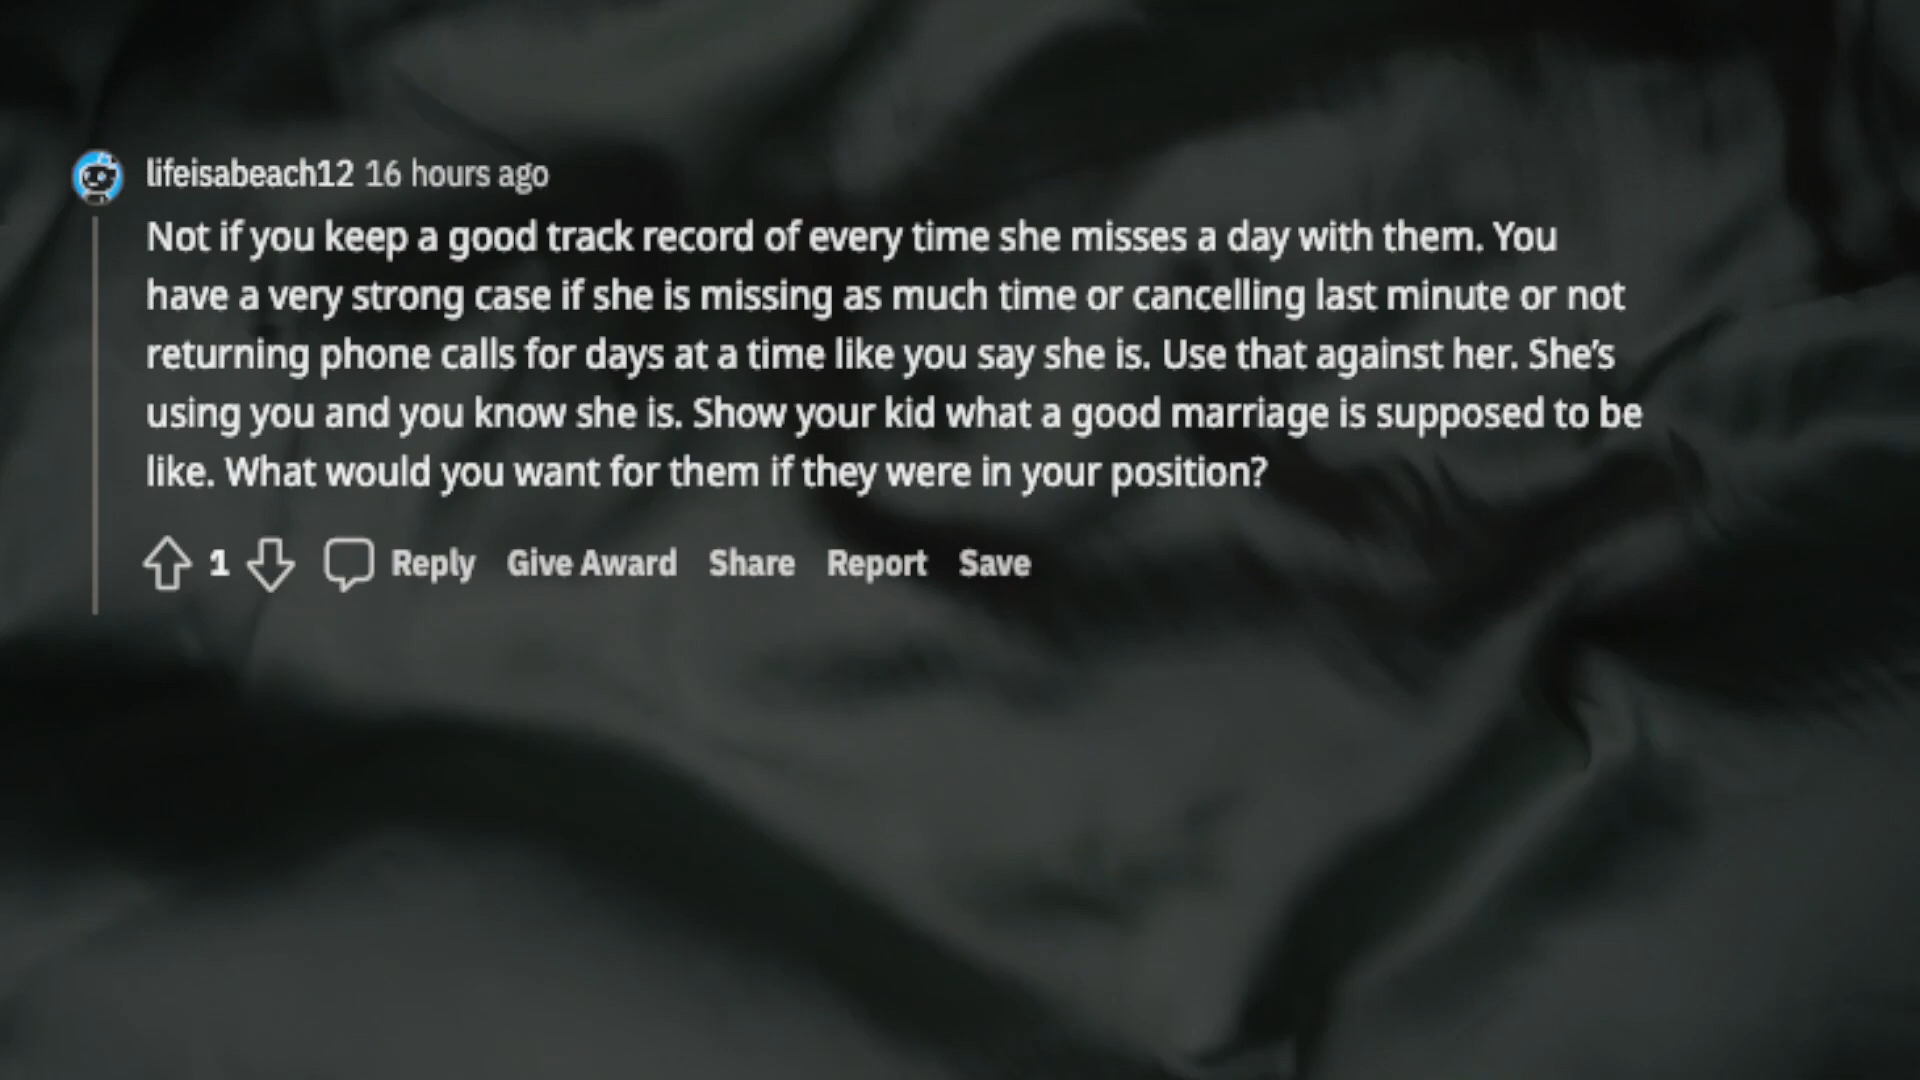 lifeisabeach12 16 hours ago
Not if you keep a good track record of every time she misses a day with them. You
have a very strong case if she is missing as much time or cancelling last minute or not
returning phone calls for days at a time like you say she is. Use that against her. She’s
using you and you know she is. Show your kid what a good marriage is supposed to be
like. What would you want for them if they were in your position?
1 Reply Give Award Share Report Save